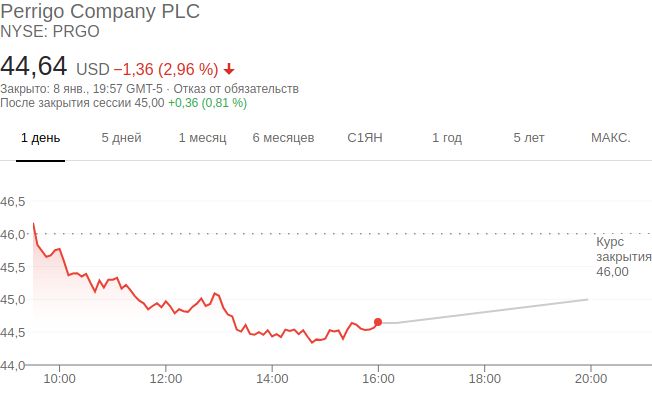 Perrigo Company PLC
NYSE: PRGO
44,64 USD −1,36 (2,96 %)
Закрыто: 8 янв., 19:57 GMT-5 · Отказ от обязательств
После закрытия сессии 45,00 +0,36 (0,81 %)
1 день 5 дней 1 месяц 6 месяцев С1ЯН 1 год 5 лет МАКС.
46,5
46,0
Курс
закрытия
46,00
45,5
45,0
44,5
44,0
10:00 12:00 14:00 16:00 18:00 20:00